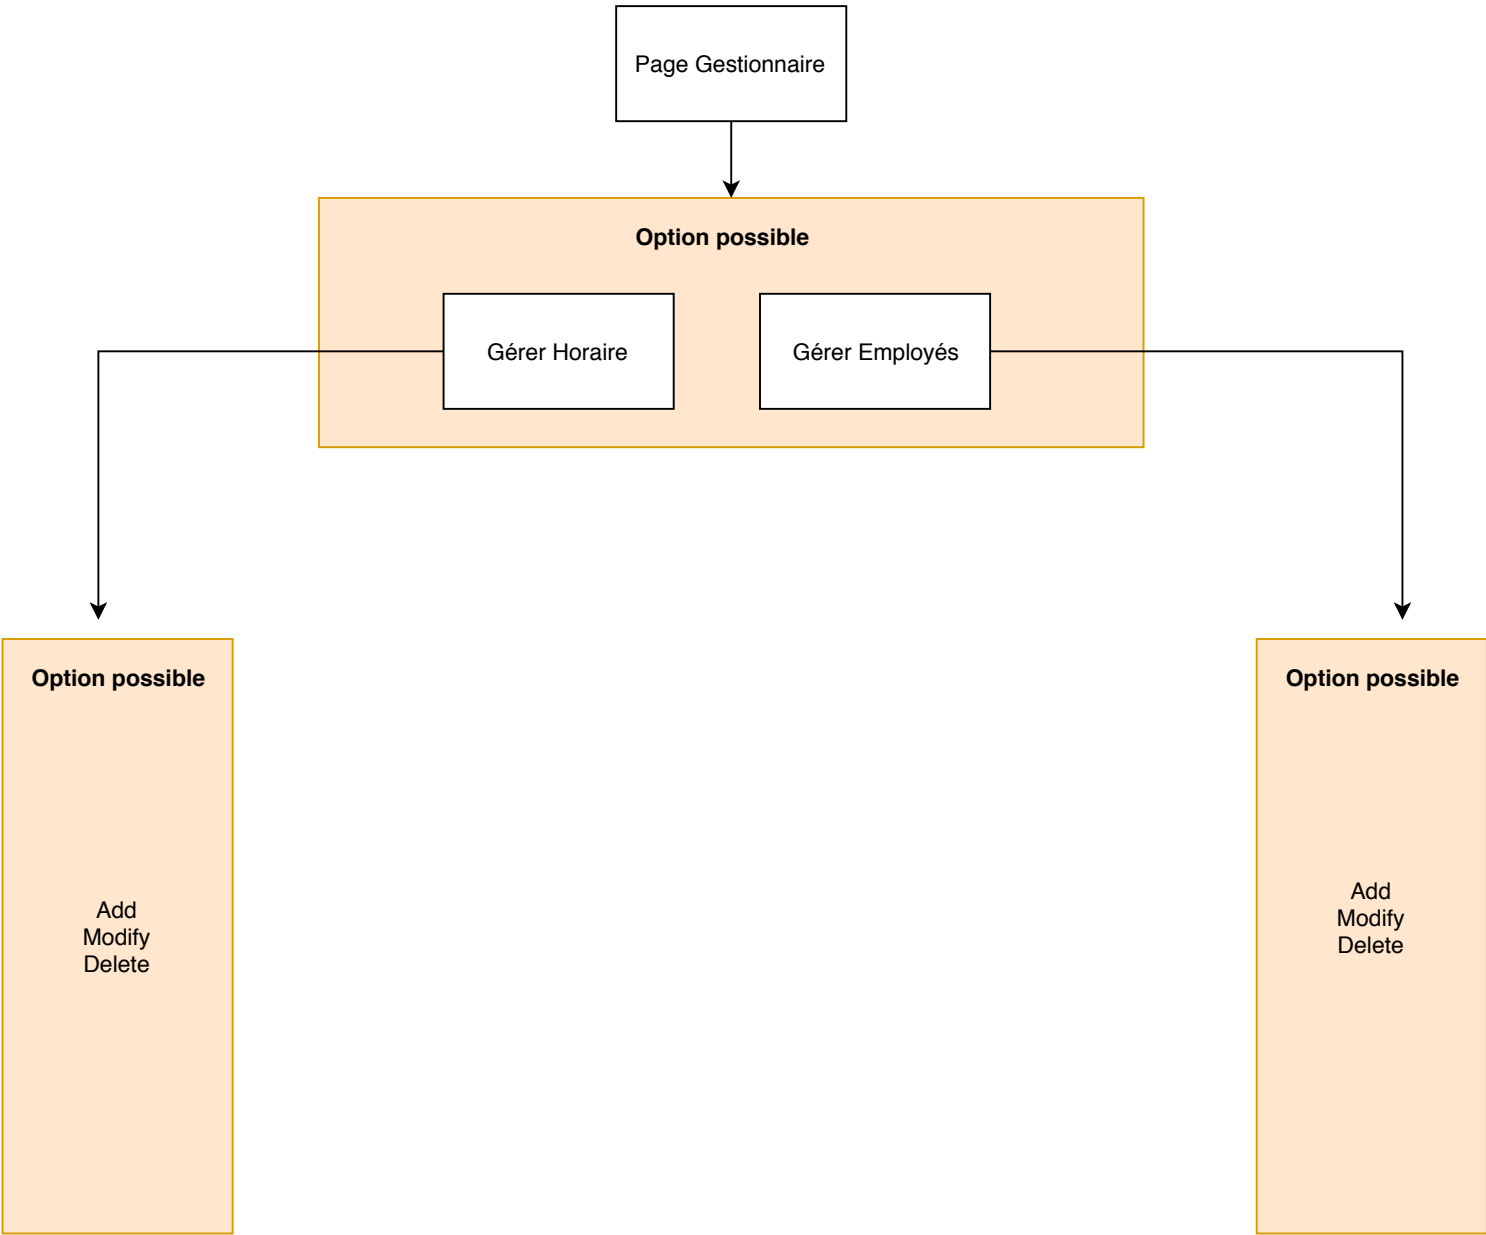 Page Gestionnaire
Option possible
Gérer Horaire
Gérer Employés
Option possible
Add
Modify
Delete
Option possible
Add
Modify
Delete